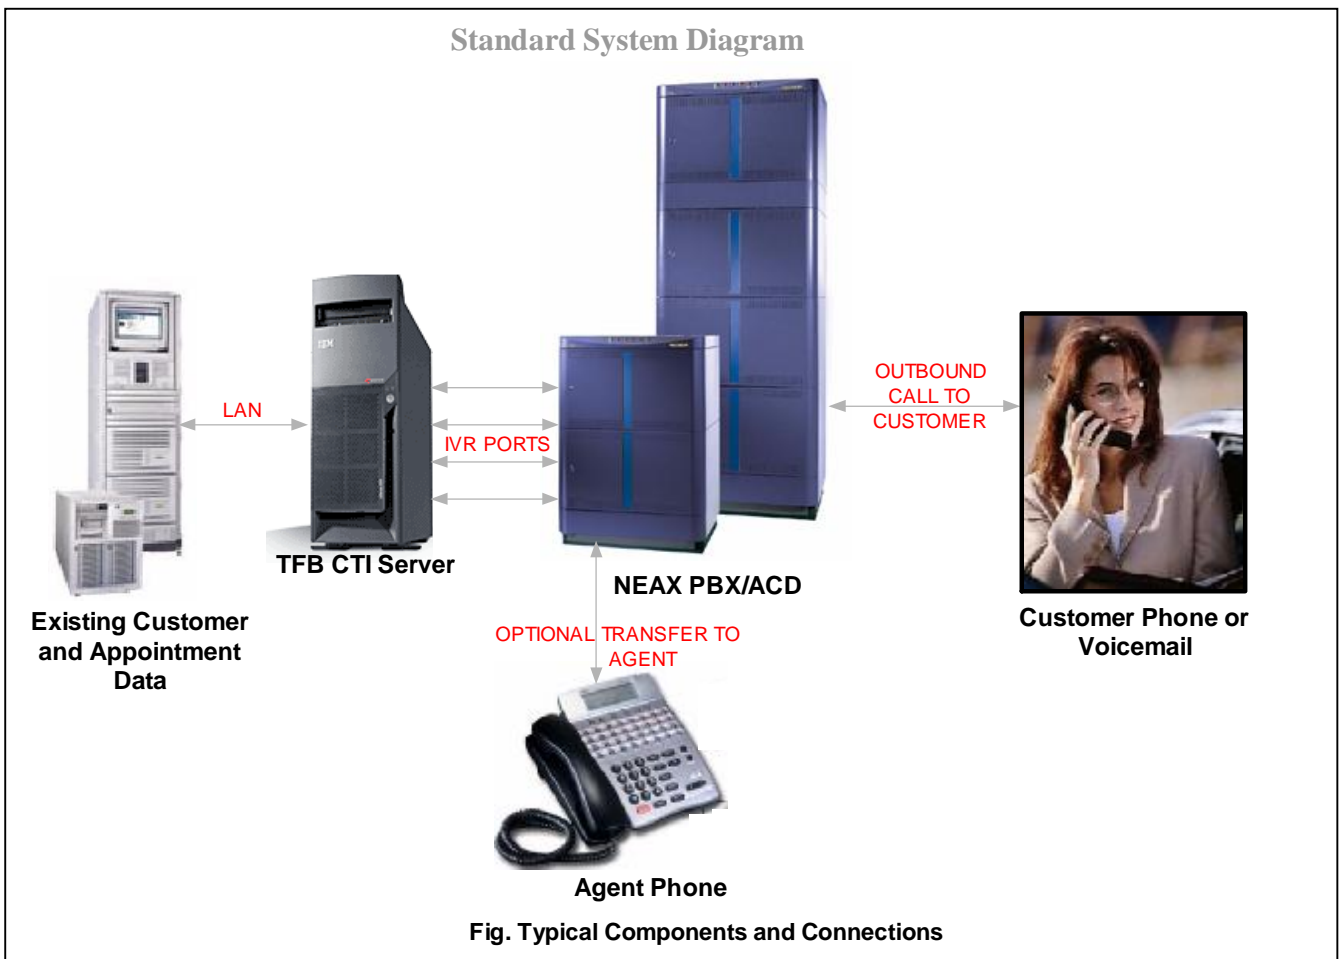 Standard System Diagram
OUTBOUND
CALL TO
CUSTOMER
LAN
IVR PORTS
IBM
TFB CTI Server
NEAX PBX/ACD
Existing Customer
and Appointment
Data
Customer Phone or
Voicemail
OPTIONAL TRANSFER TO
AGENT
Agent Phone
Fig. Typical Components and Connections